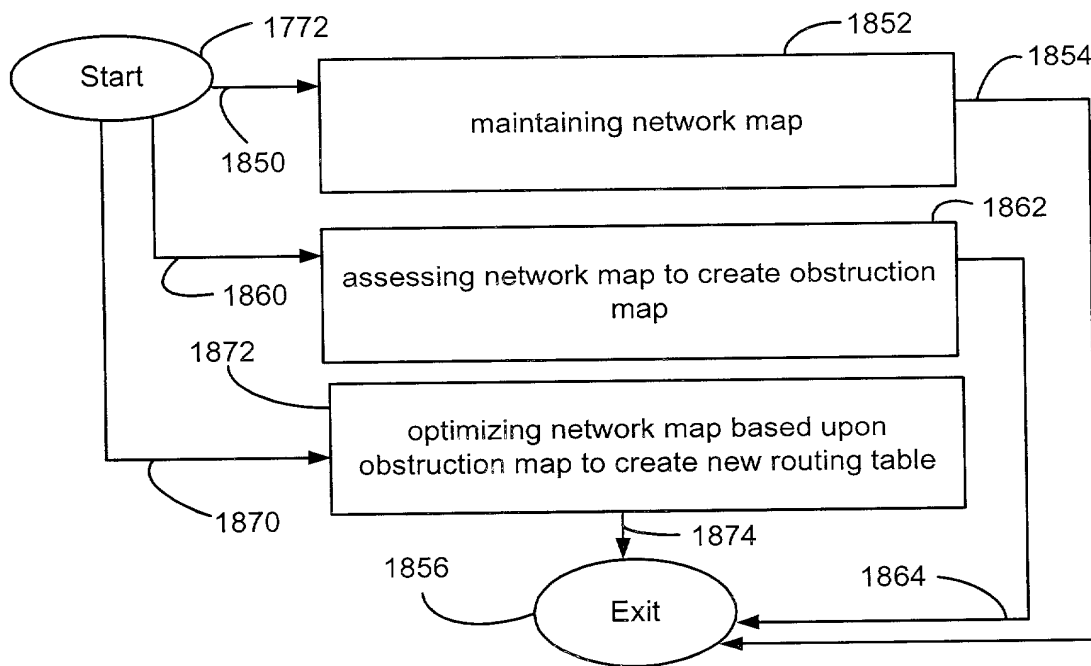 1772
1852
1854
Start
maintaining network map
1850
1862
assessing network map to create obstruction
map
1860
1872
optimizing network map based upon
obstruction map to create new routing table
1870
1874
1856
1864
Exit